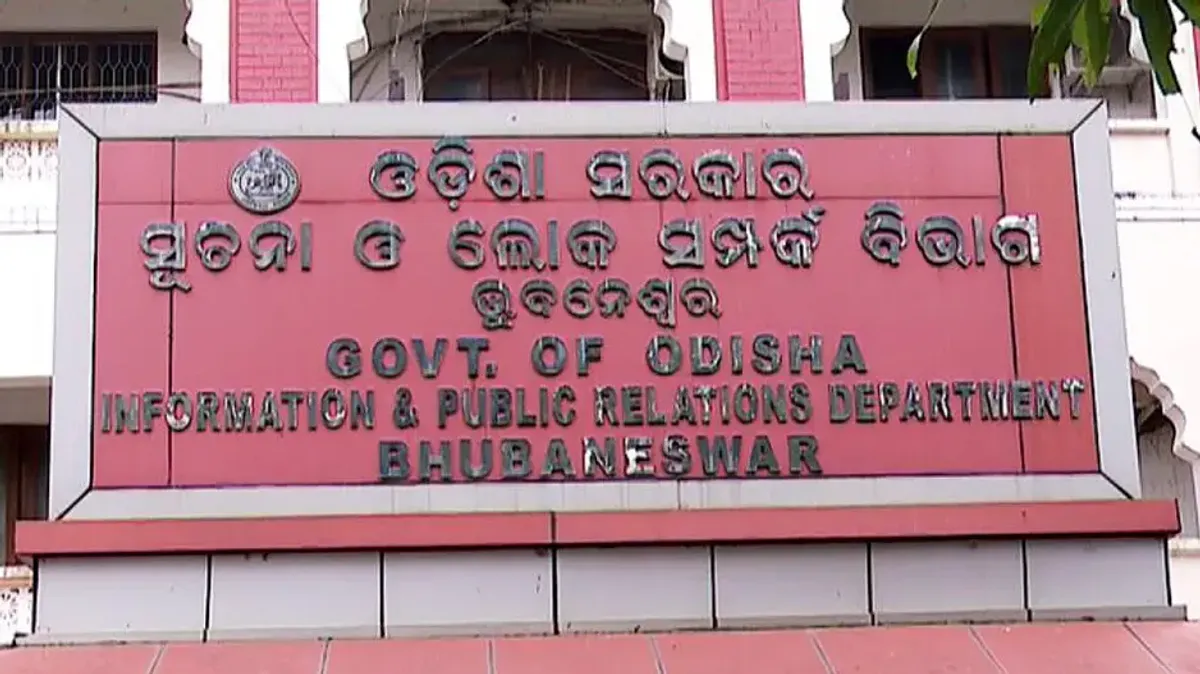 ଓଡ଼ିଶା ସରକାର
ସୂଚନା ଓ ଲୋକ ସମ୍ପର୍କ ବିଭାଗ
ଭୁବନେଶ୍ୱର
GOVT. OF ODISHA
INFORMATION & PUBLIC RELATIONS DEPARTMENT
BHUBANESWAR